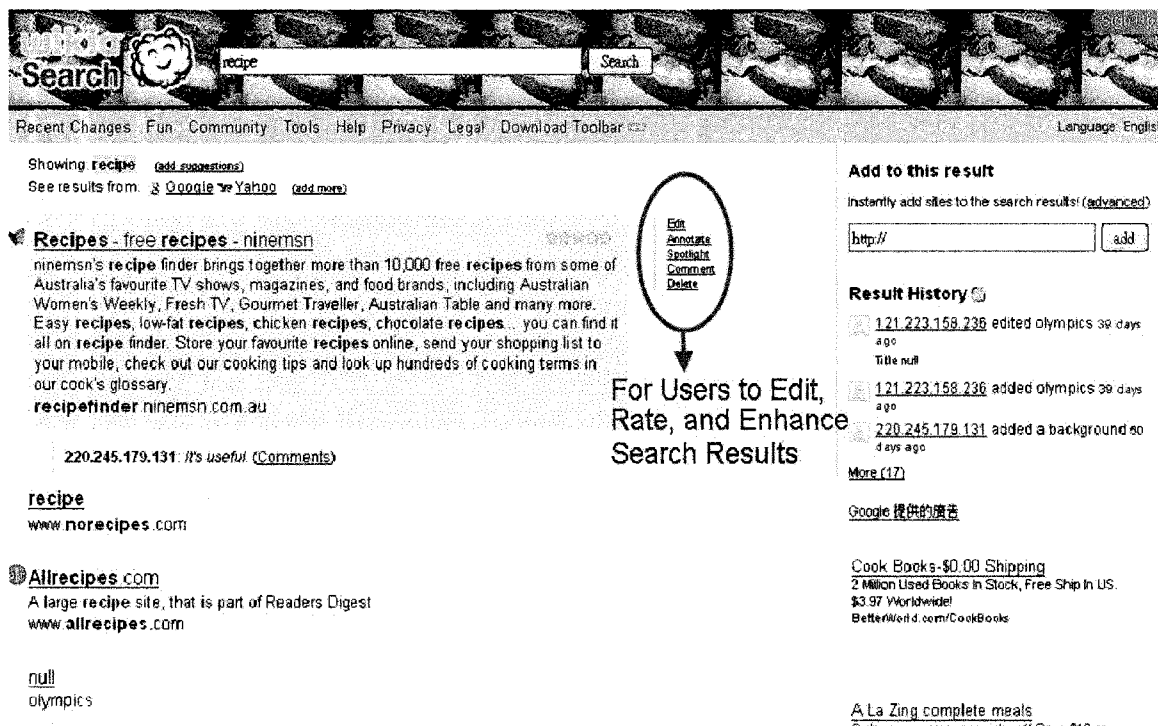 wikia
Search
recipe
Search
Recent Changes Fun Community Tools Help Privacy Legal Download Toolbar
Language: Englis
Showing: recipe (add suggestions)
See results from: Google Yahoo (add more)
Recipes - free recipes - ninemsn
ninemsn's recipe finder brings together more than 10,000 free recipes from some of
Australia's favourite TV shows, magazines, and food brands, including Australian
Women's Weekly, Fresh TV, Gourmet Traveller, Australian Table and many more.
Easy recipes, low-fat recipes, chicken recipes, chocolate recipes... you can find it
all on recipe finder. Store your favourite recipes online, send your shopping list to
your mobile, check out our cooking tips and look up hundreds of cooking terms in
our cook's glossary.
recipefinder.ninemsn.com.au
220.245.179.131: It's useful. (Comments)
recipe
www.norecipes.com
Allrecipes.com
A large recipe site, that is part of Readers Digest
www.allrecipes.com
null
olympics
Edit
Annotate
Spotlight
Comment
Delete
For Users to Edit,
Rate, and Enhance
Search Results
Add to this result
Instantly add sites to the search results! (advanced)
http:// add
Result History
121.223.158.236 edited olympics 39 days
ago
Title null
121.223.158.236 added olympics 39 days
ago
220.245.179.131 added a background 50
days ago
More (17)
Google 提供的廣告
Cook Books-$0.00 Shipping
2 Million Used Books In Stock, Free Ship In US.
$3.97 Worldwide!
BetterWorld.com/CookBooks
A La Zing complete meals